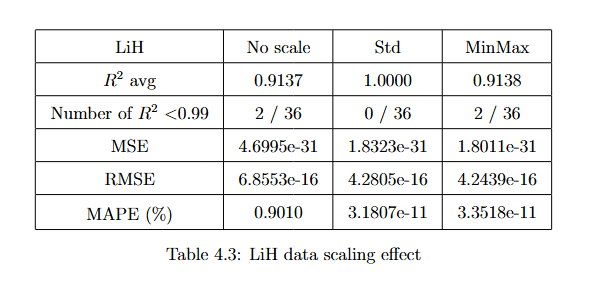 LiH No scale Std MinMax
R² avg 0.9137 1.0000 0.9138
Number of R² <0.99 2 / 36 0 / 36 2 / 36
MSE 4.6995e-31 1.8323e-31 1.8011e-31
RMSE 6.8553e-16 4.2805e-16 4.2439e-16
MAPE (%) 0.9010 3.1807e-11 3.3518e-11
Table 4.3: LiH data scaling effect